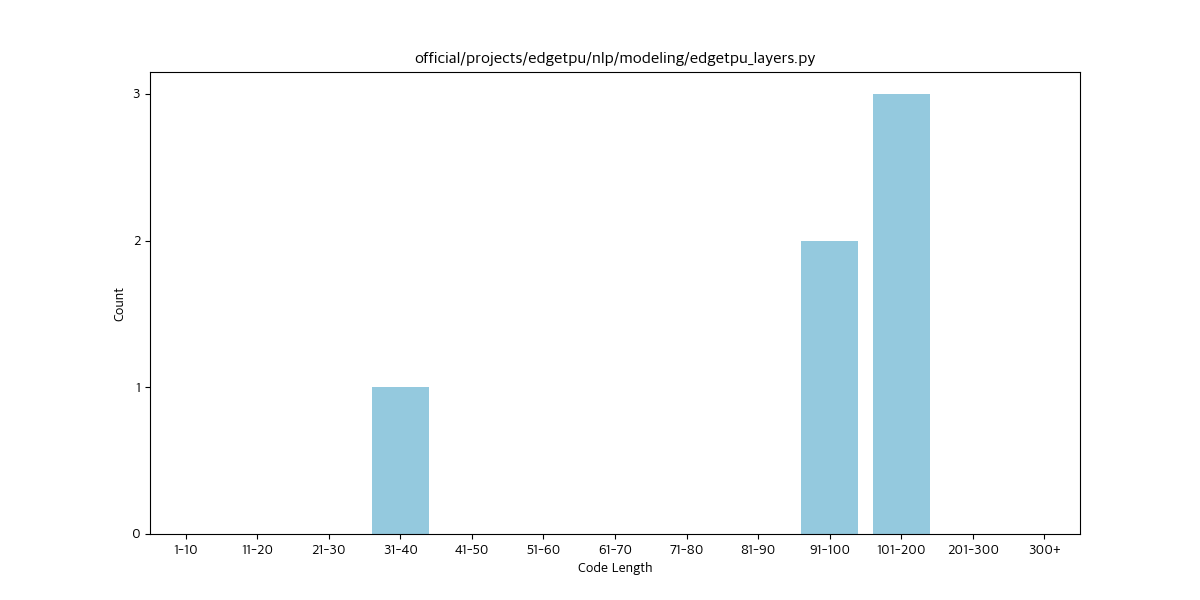 official/projects/edgetpu/nlp/modeling/edgetpu_layers.py
3
2
1
0
Count
1-10 11-20 21-30 31-40 41-50 51-60 61-70 71-80 81-90 91-100 101-200 201-300 300+
Code Length